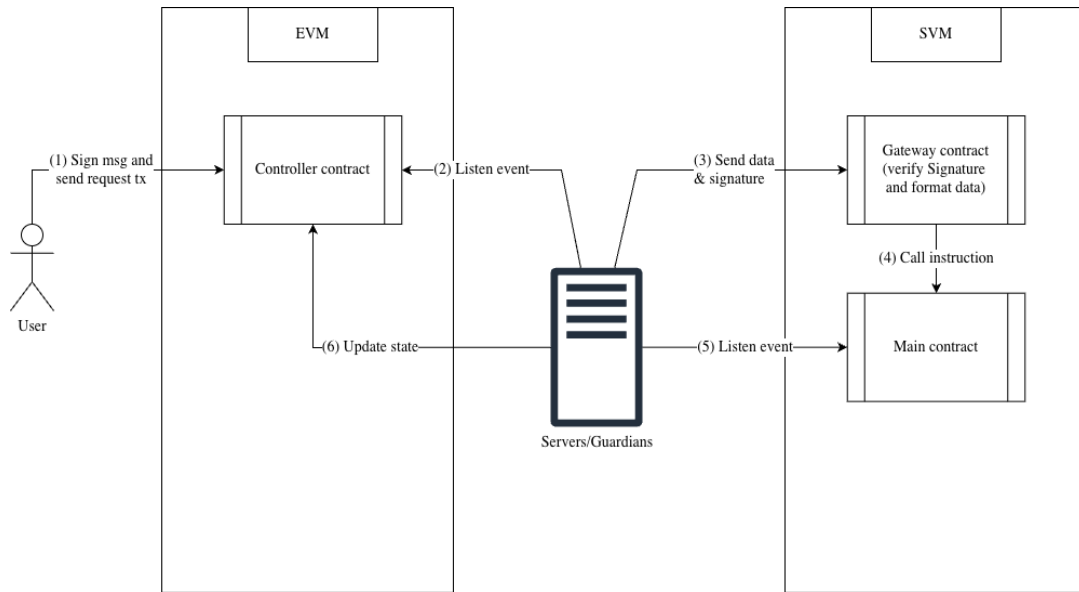 EVM
SVM
(1) Sign msg and
send request tx
Controller contract
(2) Listen event
(3) Send data
& signature
Gateway contract
(verify Signature
and format data)
(4) Call instruction
User
(6) Update state
(5) Listen event
Main contract
Servers/Guardians